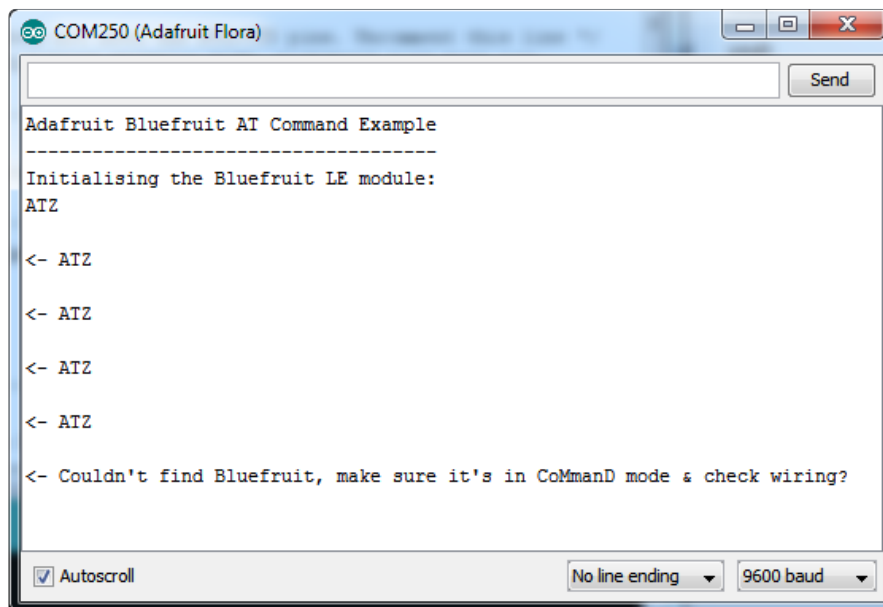 COM250 (Adafruit Flora)
Send
Adafruit Bluefruit AT Command Example
-------------------------------------
Initialising the Bluefruit LE module:
ATZ
<- ATZ
<- ATZ
<- ATZ
<- ATZ
<- Couldn't find Bluefruit, make sure it's in CoMmanD mode & check wiring?
Autoscroll
No line ending
9600 baud